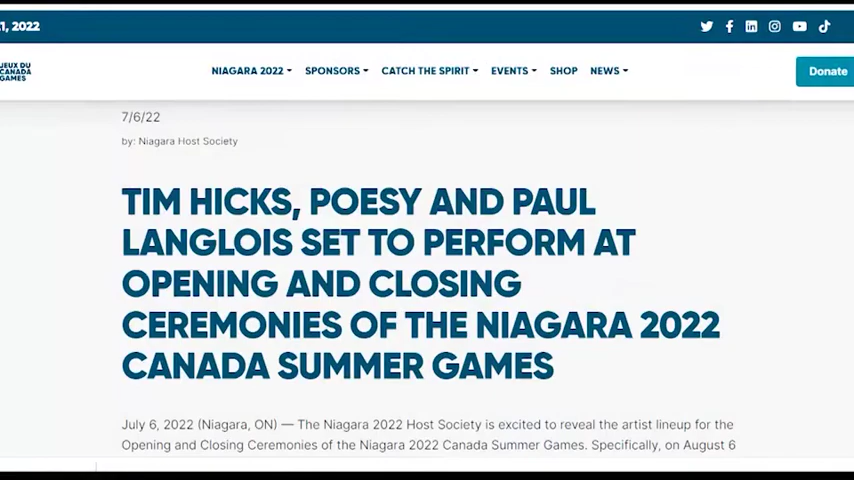 1, 2022
JEUX DU
CANADA
GAMES
NIAGARA 2022 SPONSORS CATCH THE SPIRIT EVENTS SHOP NEWS
Donate
7/6/22
by: Niagara Host Society
TIM HICKS, POESY AND PAUL
LANGLOIS SET TO PERFORM AT
OPENING AND CLOSING
CEREMONIES OF THE NIAGARA 2022
CANADA SUMMER GAMES
July 6, 2022 (Niagara, ON) — The Niagara 2022 Host Society is excited to reveal the artist lineup for the
Opening and Closing Ceremonies of the Niagara 2022 Canada Summer Games. Specifically, on August 6